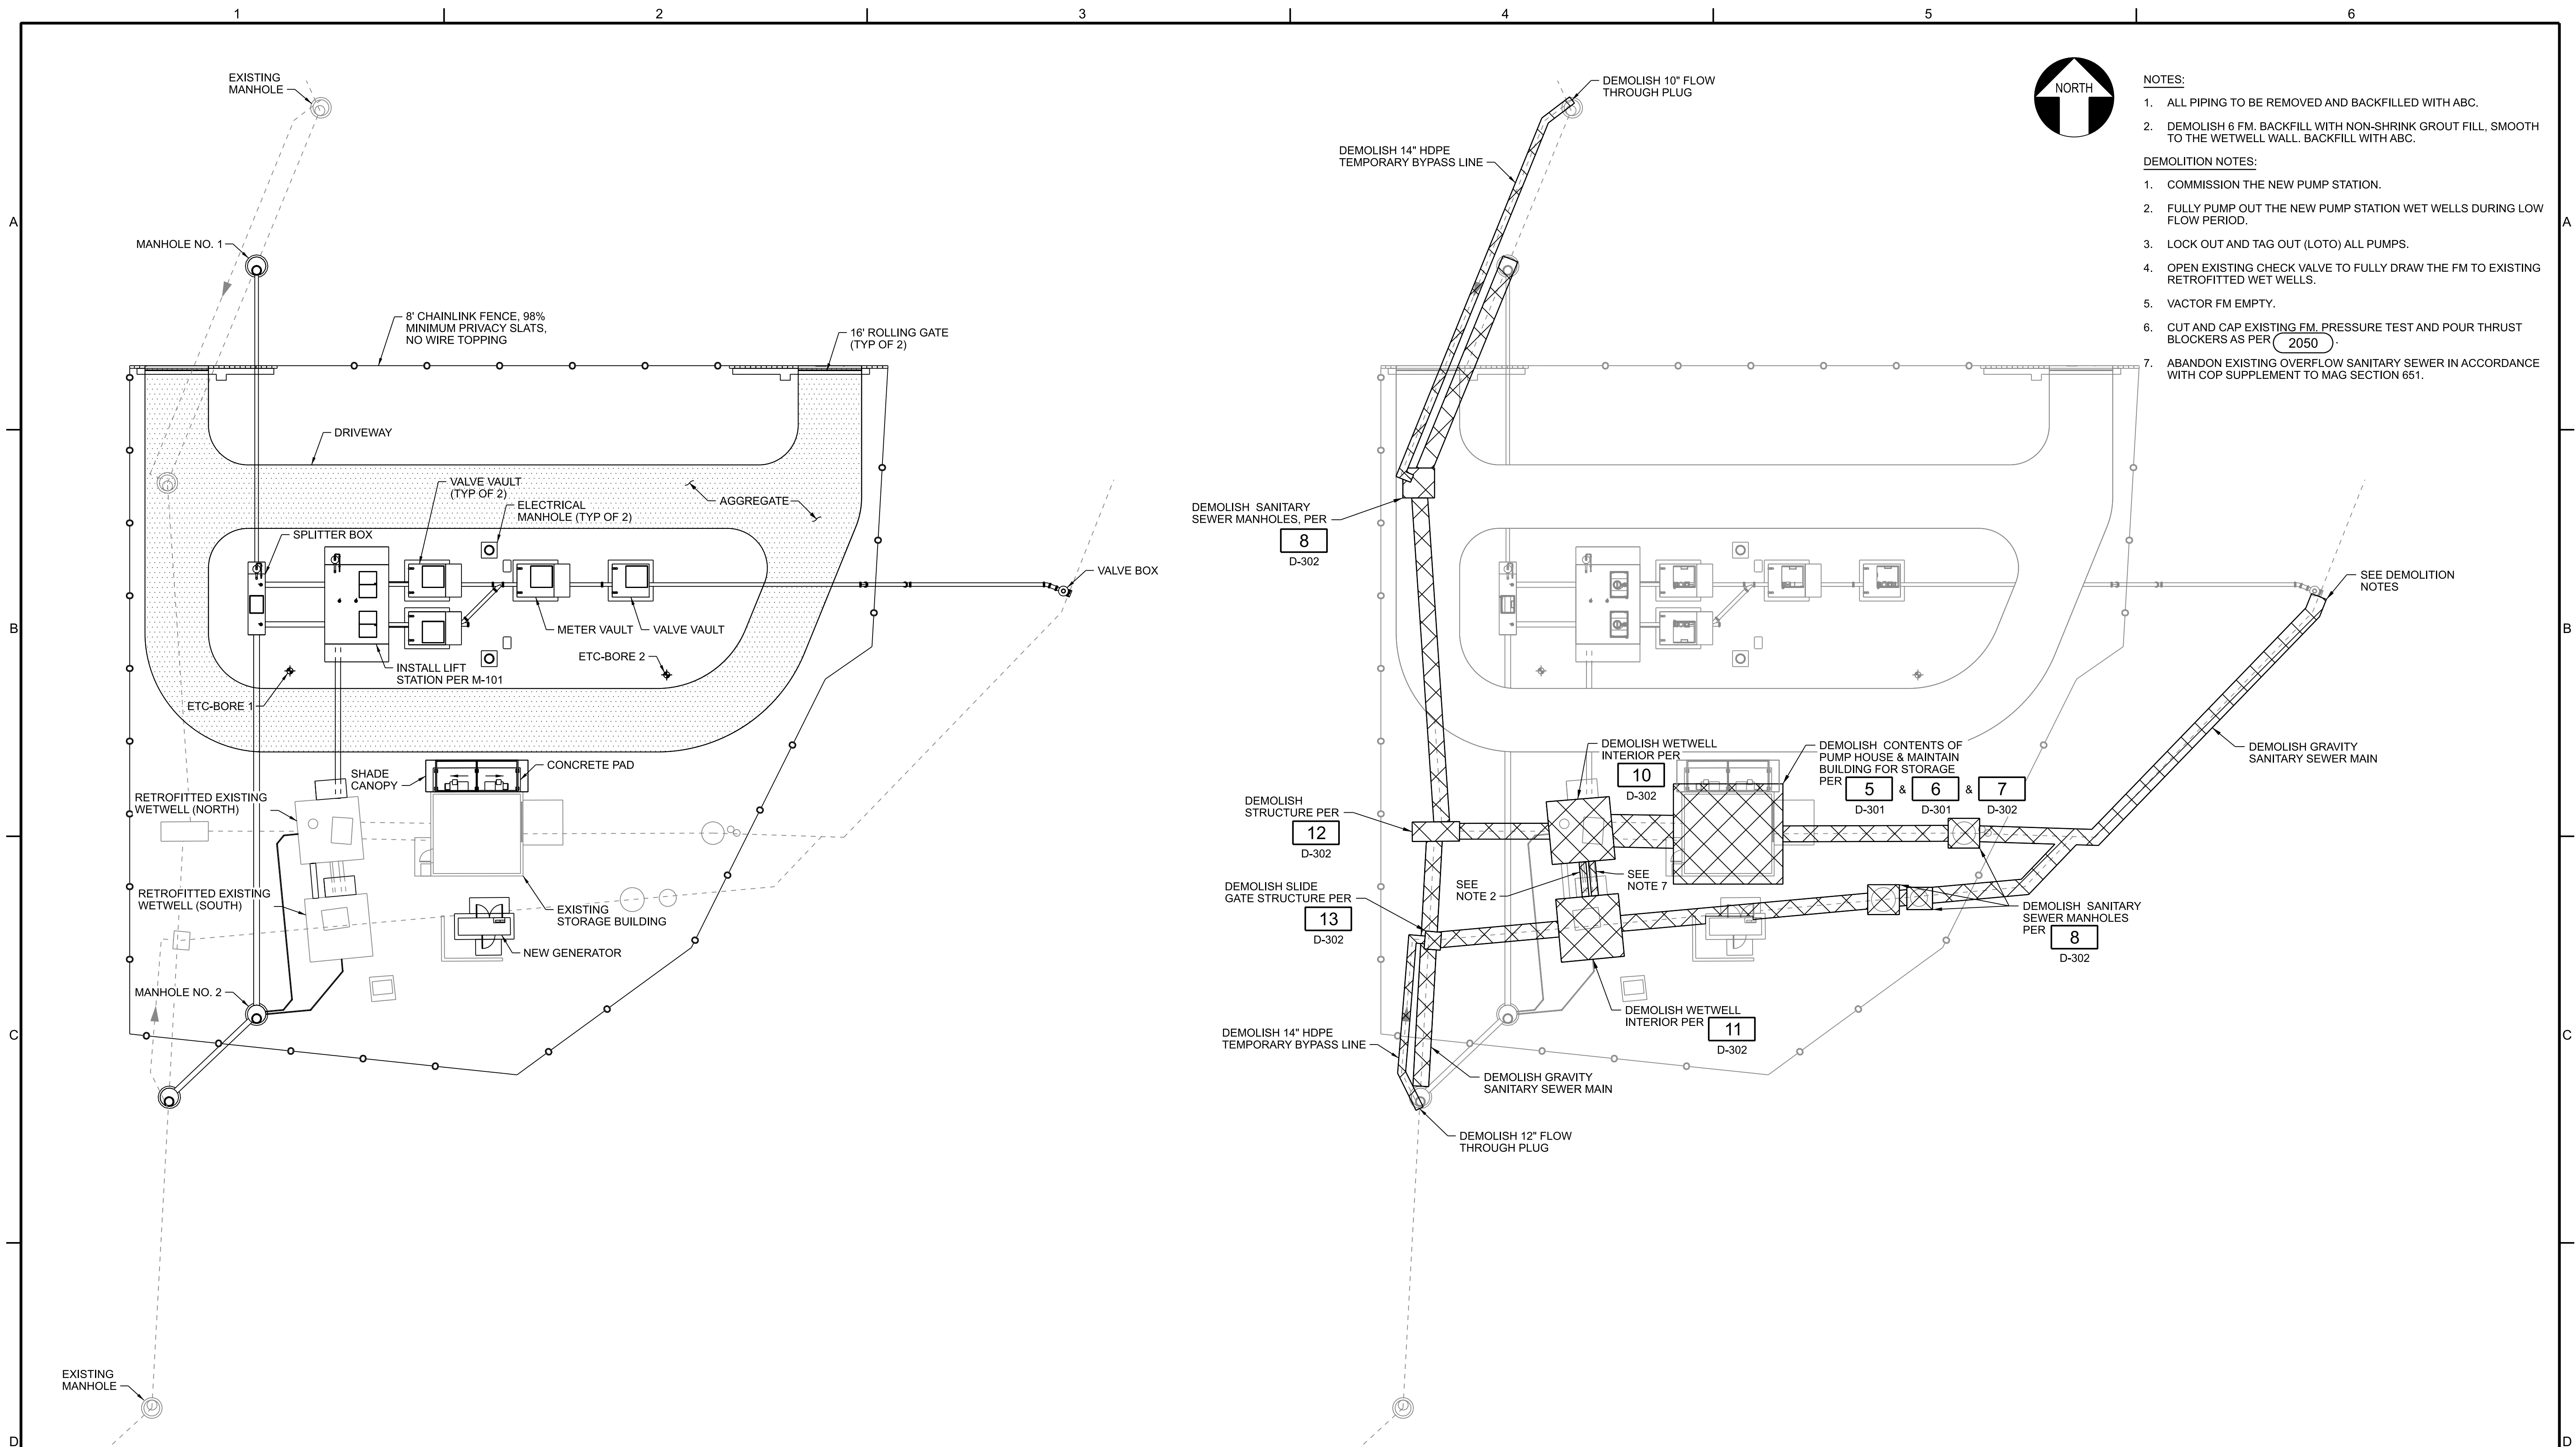 1
2
3
4
5
6
A
B
C
D
EXISTING
MANHOLE
MANHOLE NO. 1
8' CHAINLINK FENCE, 98%
MINIMUM PRIVACY SLATS,
NO WIRE TOPPING
16' ROLLING GATE
(TYP OF 2)
DRIVEWAY
VALVE VAULT
(TYP OF 2)
ELECTRICAL
MANHOLE (TYP OF 2)
AGGREGATE
SPLITTER BOX
VALVE BOX
METER VAULT
VALVE VAULT
ETC-BORE 2
INSTALL LIFT
STATION PER M-101
ETC-BORE 1
SHADE
CANOPY
CONCRETE PAD
RETROFITTED EXISTING
WETWELL (NORTH)
RETROFITTED EXISTING
WETWELL (SOUTH)
EXISTING
STORAGE BUILDING
NEW GENERATOR
MANHOLE NO. 2
EXISTING
MANHOLE
DEMOLISH 10" FLOW
THROUGH PLUG
DEMOLISH 14" HDPE
TEMPORARY BYPASS LINE
DEMOLISH SANITARY
SEWER MANHOLES, PER
8
D-302
SEE DEMOLITION
NOTES
DEMOLISH WETWELL
INTERIOR PER
10
D-302
DEMOLISH CONTENTS OF
PUMP HOUSE & MAINTAIN
BUILDING FOR STORAGE
PER 5 & 6 & 7
D-301 D-301 D-302
DEMOLISH GRAVITY
SANITARY SEWER MAIN
DEMOLISH
STRUCTURE PER
12
D-302
DEMOLISH SLIDE
GATE STRUCTURE PER
13
D-302
SEE
NOTE 2
SEE
NOTE 7
DEMOLISH SANITARY
SEWER MANHOLES
PER 8
D-302
DEMOLISH WETWELL
INTERIOR PER 11
D-302
DEMOLISH 14" HDPE
TEMPORARY BYPASS LINE
DEMOLISH GRAVITY
SANITARY SEWER MAIN
DEMOLISH 12" FLOW
THROUGH PLUG
NORTH
NOTES:
1. ALL PIPING TO BE REMOVED AND BACKFILLED WITH ABC.
2. DEMOLISH 6 FM. BACKFILL WITH NON-SHRINK GROUT FILL, SMOOTH
TO THE WETWELL WALL. BACKFILL WITH ABC.
DEMOLITION NOTES:
1. COMMISSION THE NEW PUMP STATION.
2. FULLY PUMP OUT THE NEW PUMP STATION WET WELLS DURING LOW
FLOW PERIOD.
3. LOCK OUT AND TAG OUT (LOTO) ALL PUMPS.
4. OPEN EXISTING CHECK VALVE TO FULLY DRAW THE FM TO EXISTING
RETROFITTED WET WELLS.
5. VACTOR FM EMPTY.
6. CUT AND CAP EXISTING FM. PRESSURE TEST AND POUR THRUST
BLOCKERS AS PER 2050 .
7. ABANDON EXISTING OVERFLOW SANITARY SEWER IN ACCORDANCE
WITH COP SUPPLEMENT TO MAG SECTION 651.
A
B
C
D